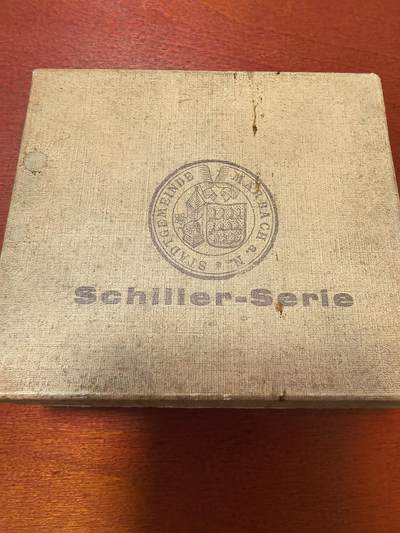 STADTGEMEINDE MARBACH a. N.
Schiller-Serie